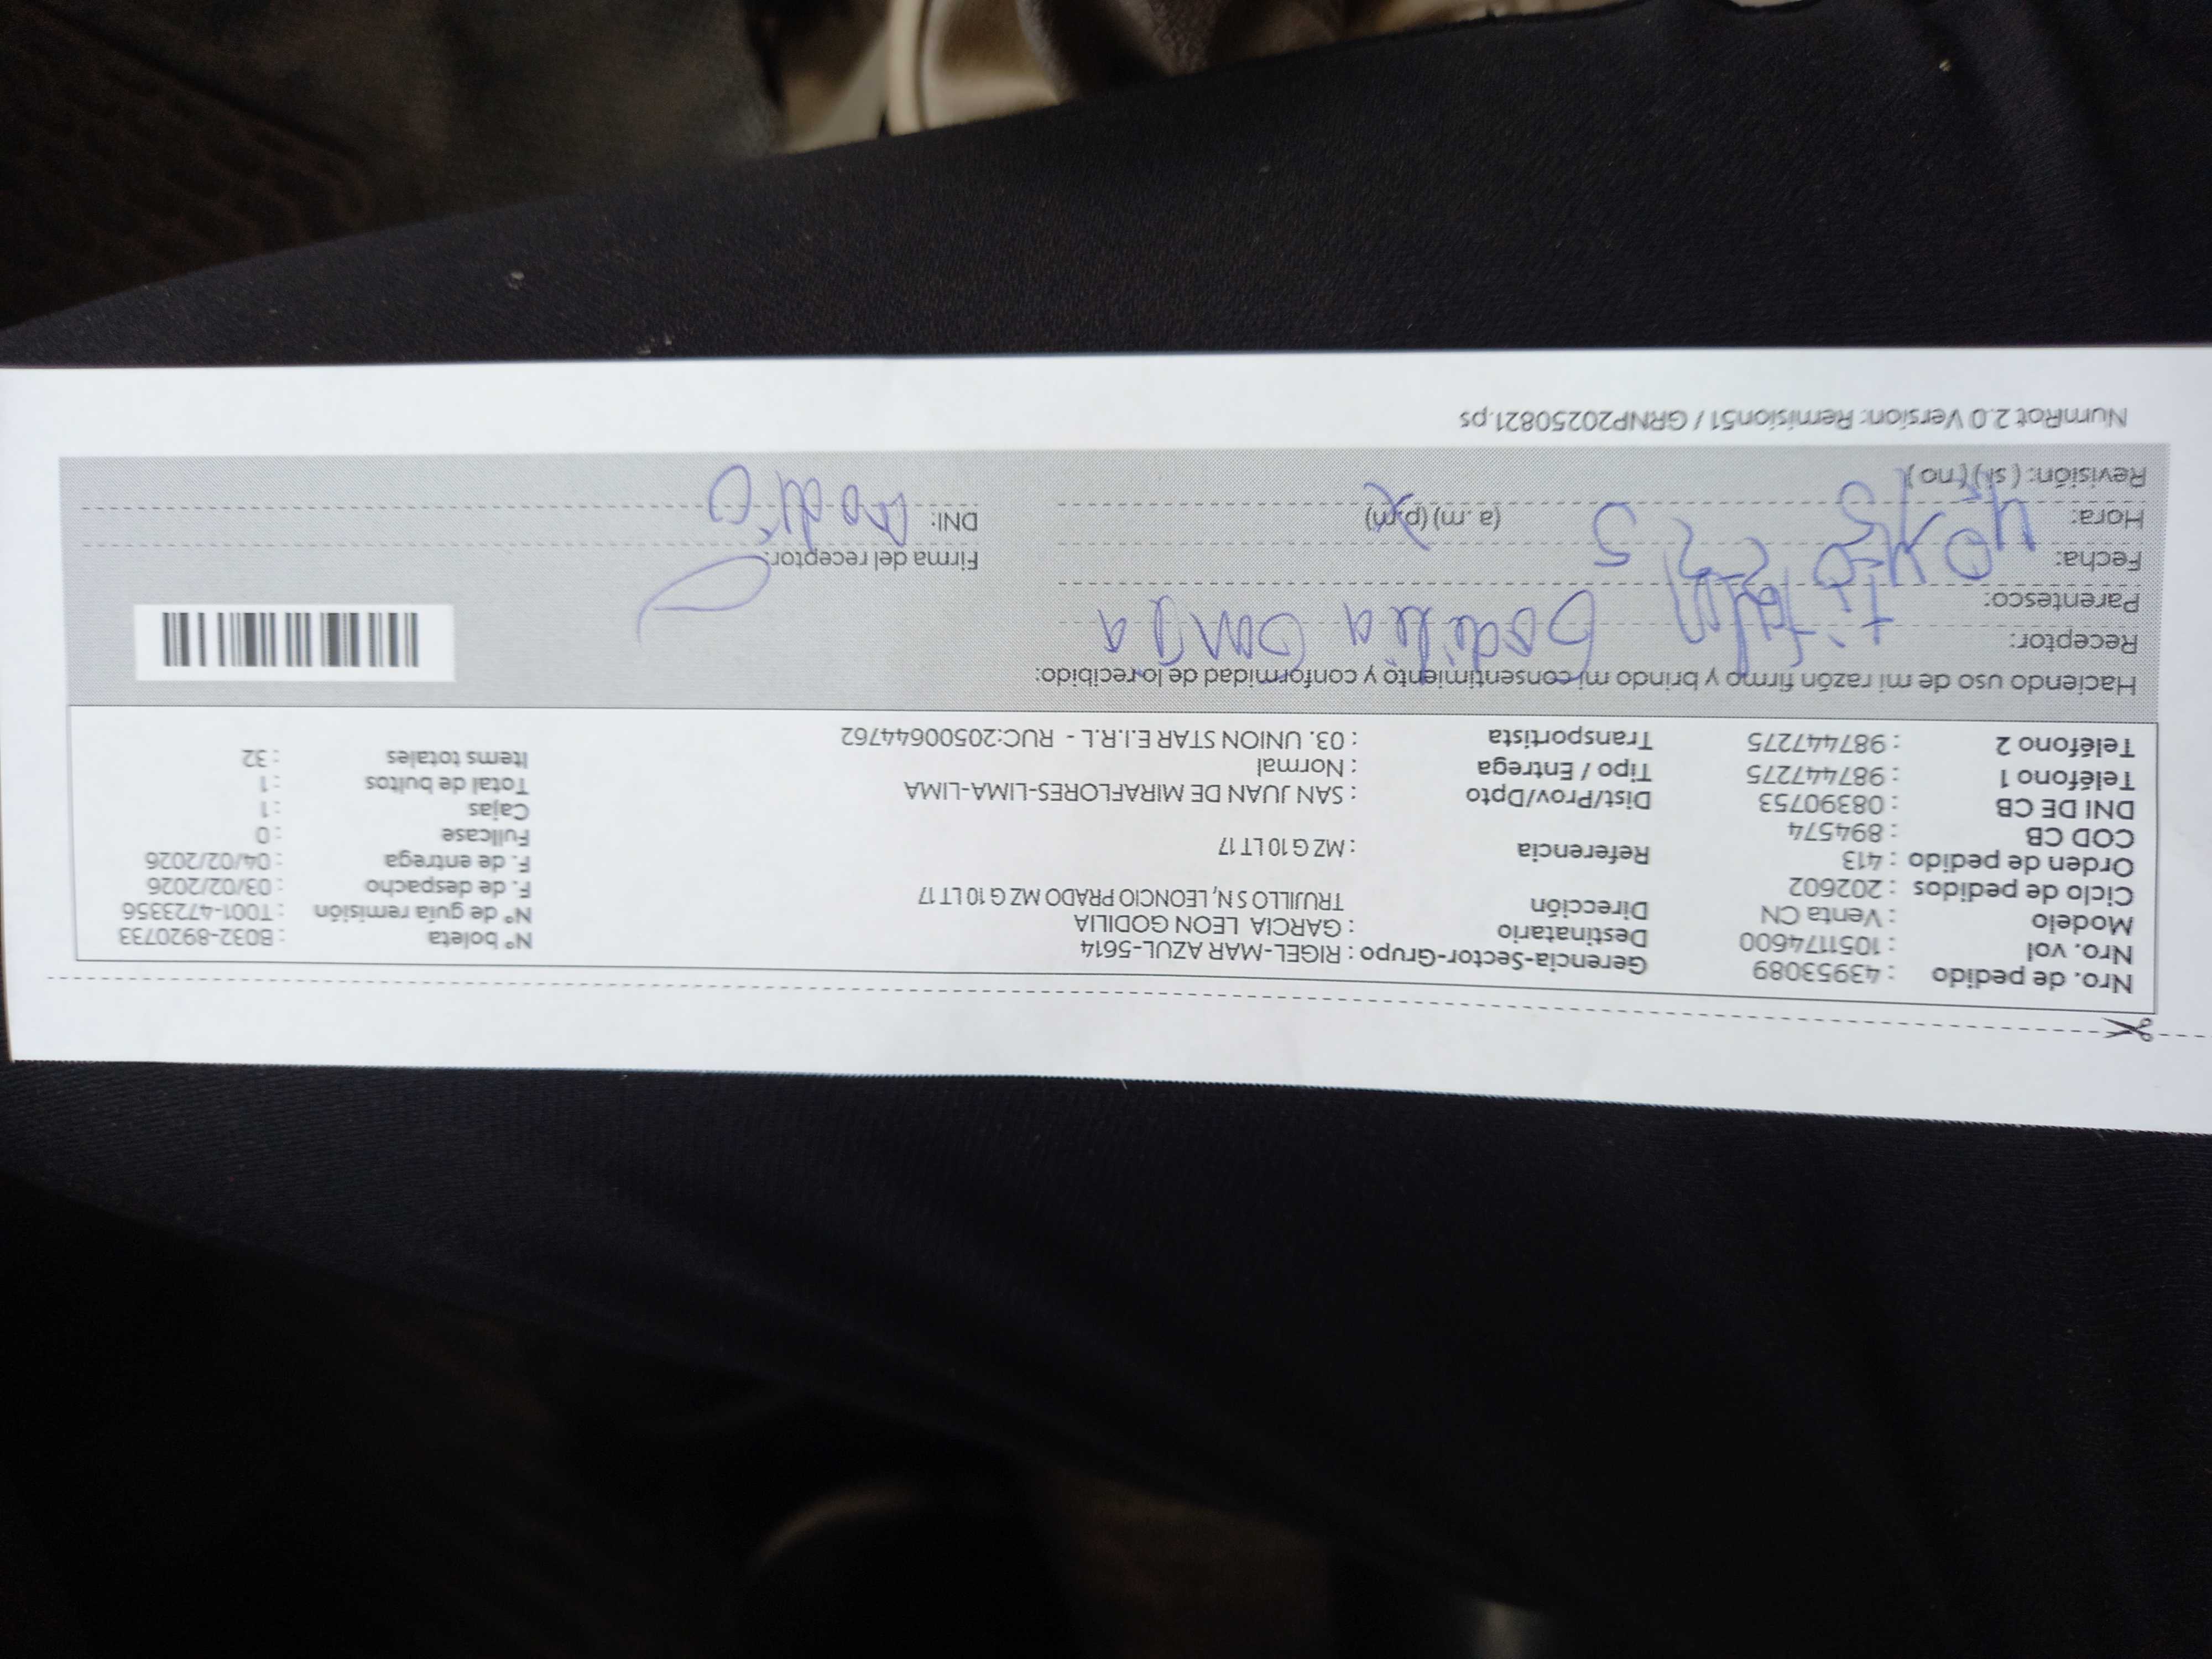 Nro. de pedido : 43953089 Gerencia-Sector-Grupo : RIGEL-MAR AZUL-5614 N° boleta : B032-8920733
Nro. vol : 1051174600 Destinatario : GARCIA LEON GODILIA N° de guía remisión : T001-4723356
Modelo : Venta CN Dirección TRUJILLO S N, LEONCIO PRADO MZ G 10 LT 17 F. de despacho : 03/02/2026
Ciclo de pedidos : 202602 F. de entrega : 04/02/2026
Orden de pedido : 413 Referencia : MZ G 10 LT 17 Fullcase : 0
COD CB : 894574 Cajas : 1
DNI DE CB : 08390753 Dist/Prov/Dpto : SAN JUAN DE MIRAFLORES-LIMA-LIMA Total de bultos : 1
Teléfono 1 : 987447275 Tipo / Entrega : Normal Items totales : 32
Teléfono 2 : 987447275 Transportista : 03. UNION STAR E.I.R.L - RUC:20500644762
Haciendo uso de mi razón firmo y brindo mi consentimiento y conformidad de lo recibido:
Receptor:
Parentesco:
Fecha: Firma del receptor:
Hora: (a. m) (p.m) DNI:
Revisión: ( si ) ( no )
NumRot 2.0 Version: Remision51 / GRNP20250821.ps